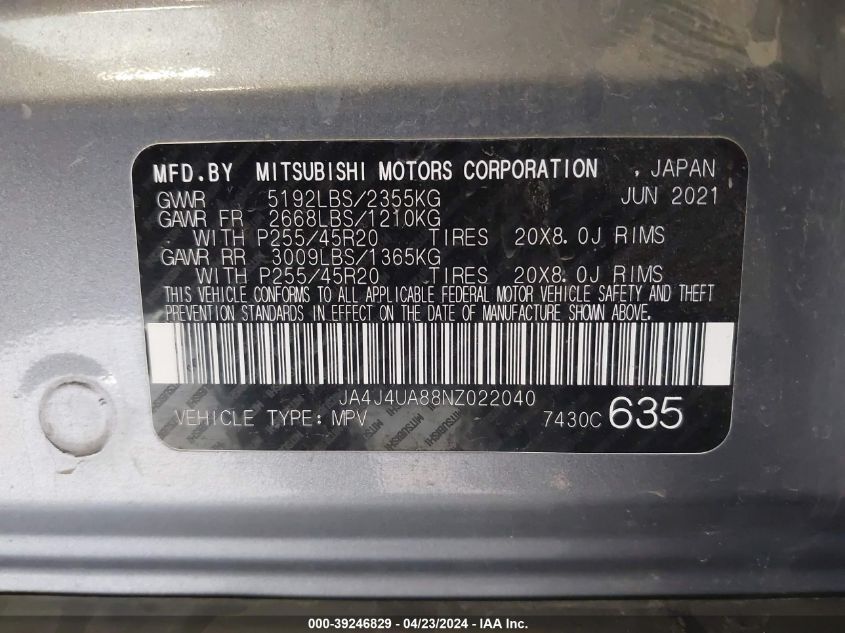 MFD.BY MITSUBISHI MOTORS CORPORATION , JAPAN
GVWR 5192LBS/2355KG JUN 2021
GAWR FR 2668LBS/1210KG
WITH P255/45R20 TIRES 20X8.0J RIMS
GAWR RR 3009LBS/1365KG
WITH P255/45R20 TIRES 20X8.0J RIMS
THIS VEHICLE CONFORMS TO ALL APPLICABLE FEDERAL MOTOR VEHICLE SAFETY AND THEFT
PREVENTION STANDARDS IN EFFECT ON THE DATE OF MANUFACTURE SHOWN ABOVE.
JA4J4UA88NZ022040
VEHICLE TYPE: MPV 7430C 635
000-39246829 - 04/23/2024 - IAA Inc.